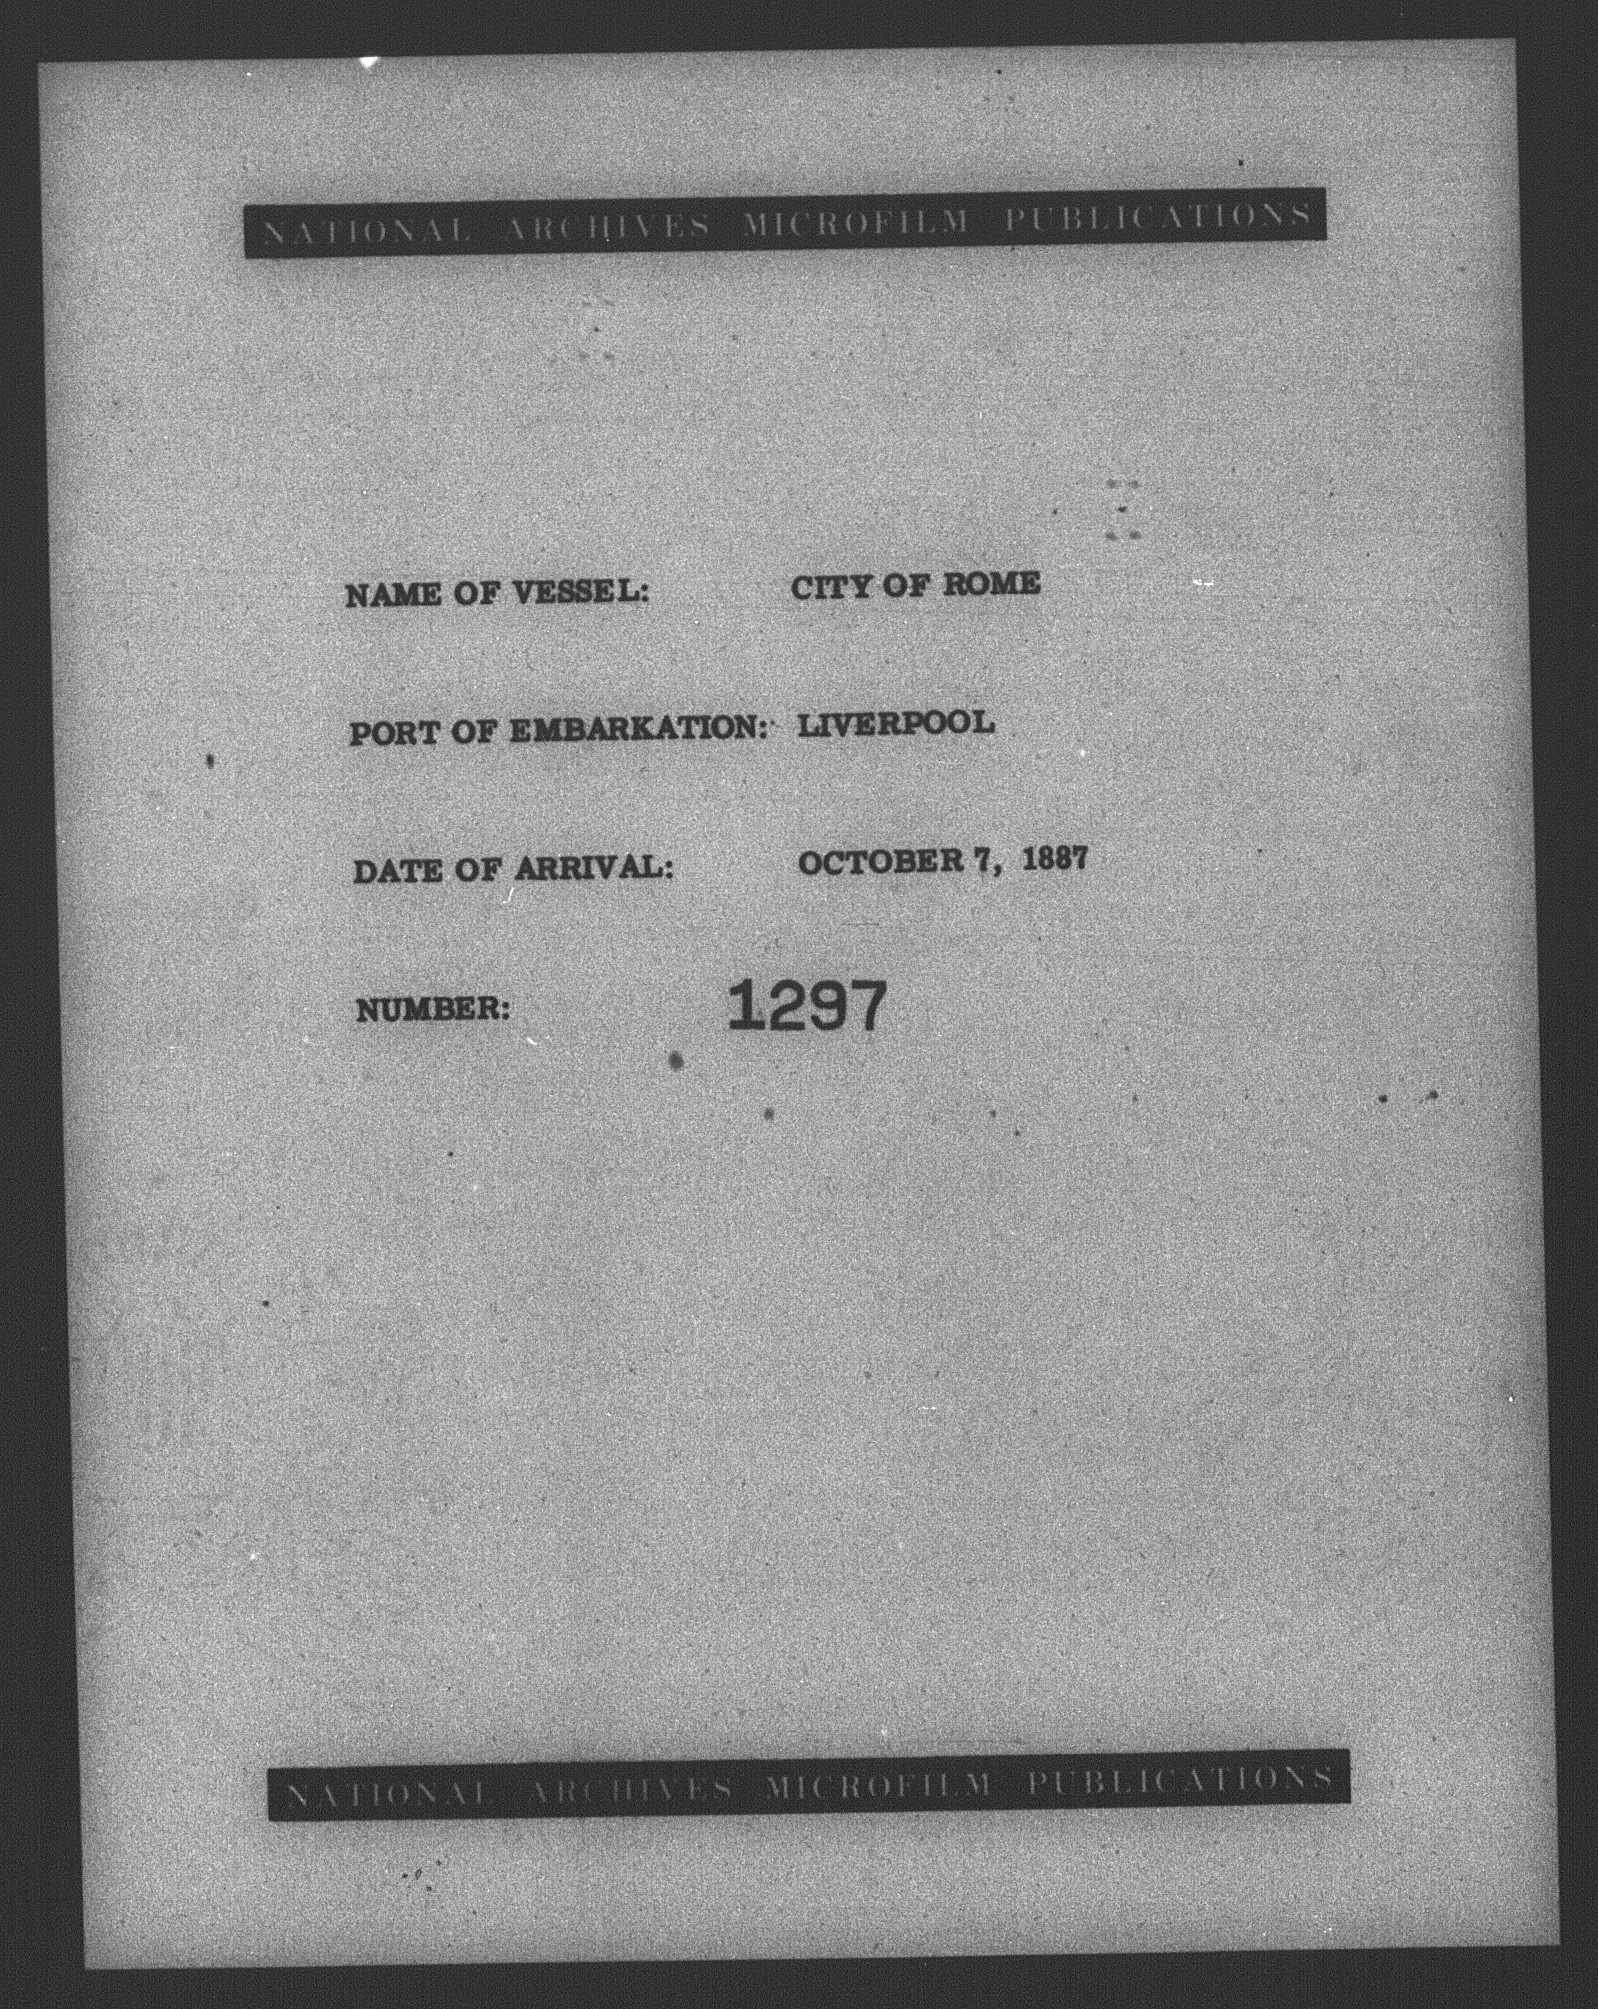 NATIONAL ARCHIVES MICROFILM PUBLICATIONS
NAME OF VESSEL: CITY OF ROME
PORT OF EMBARKATION: LIVERPOOL
DATE OF ARRIVAL: OCTOBER 7, 1887
NUMBER: 1297
NATIONAL ARCHIVES MICROFILM PUBLICATIONS